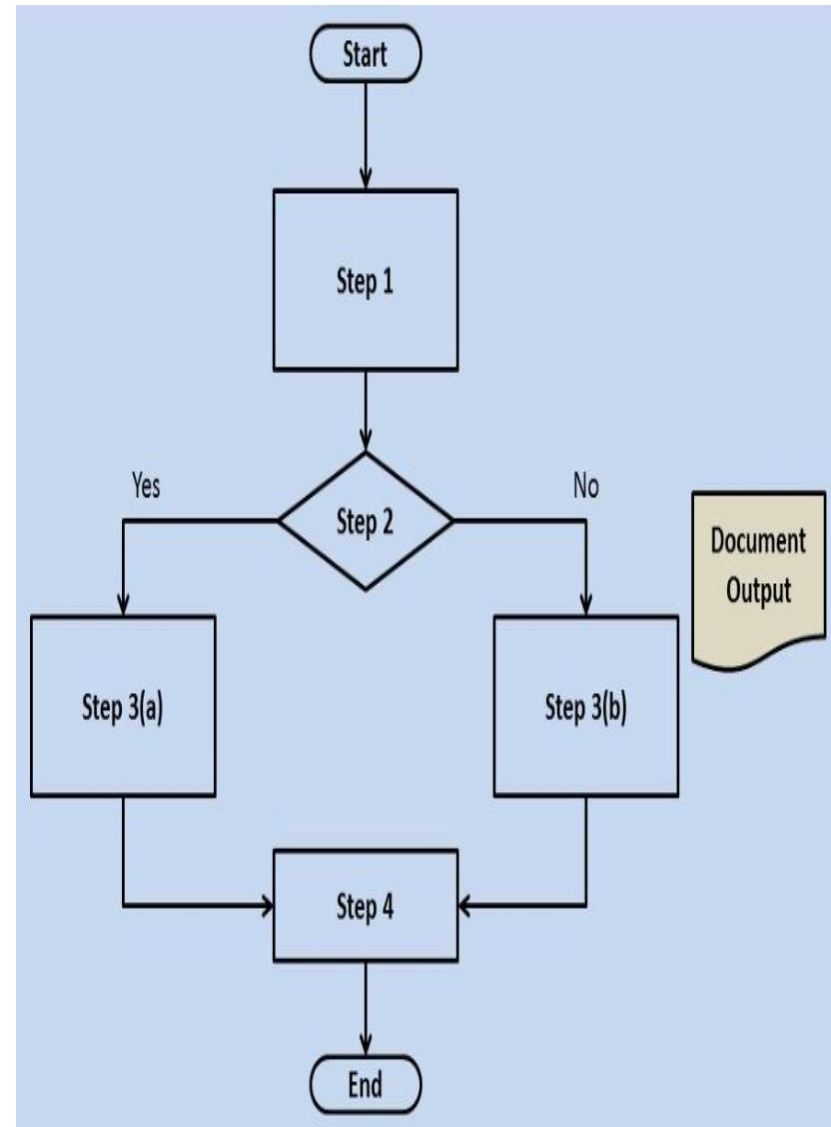 Start
Step 1
Yes
Step 2
No
Document
Output
Step 3(a)
Step 3(b)
Step 4
End